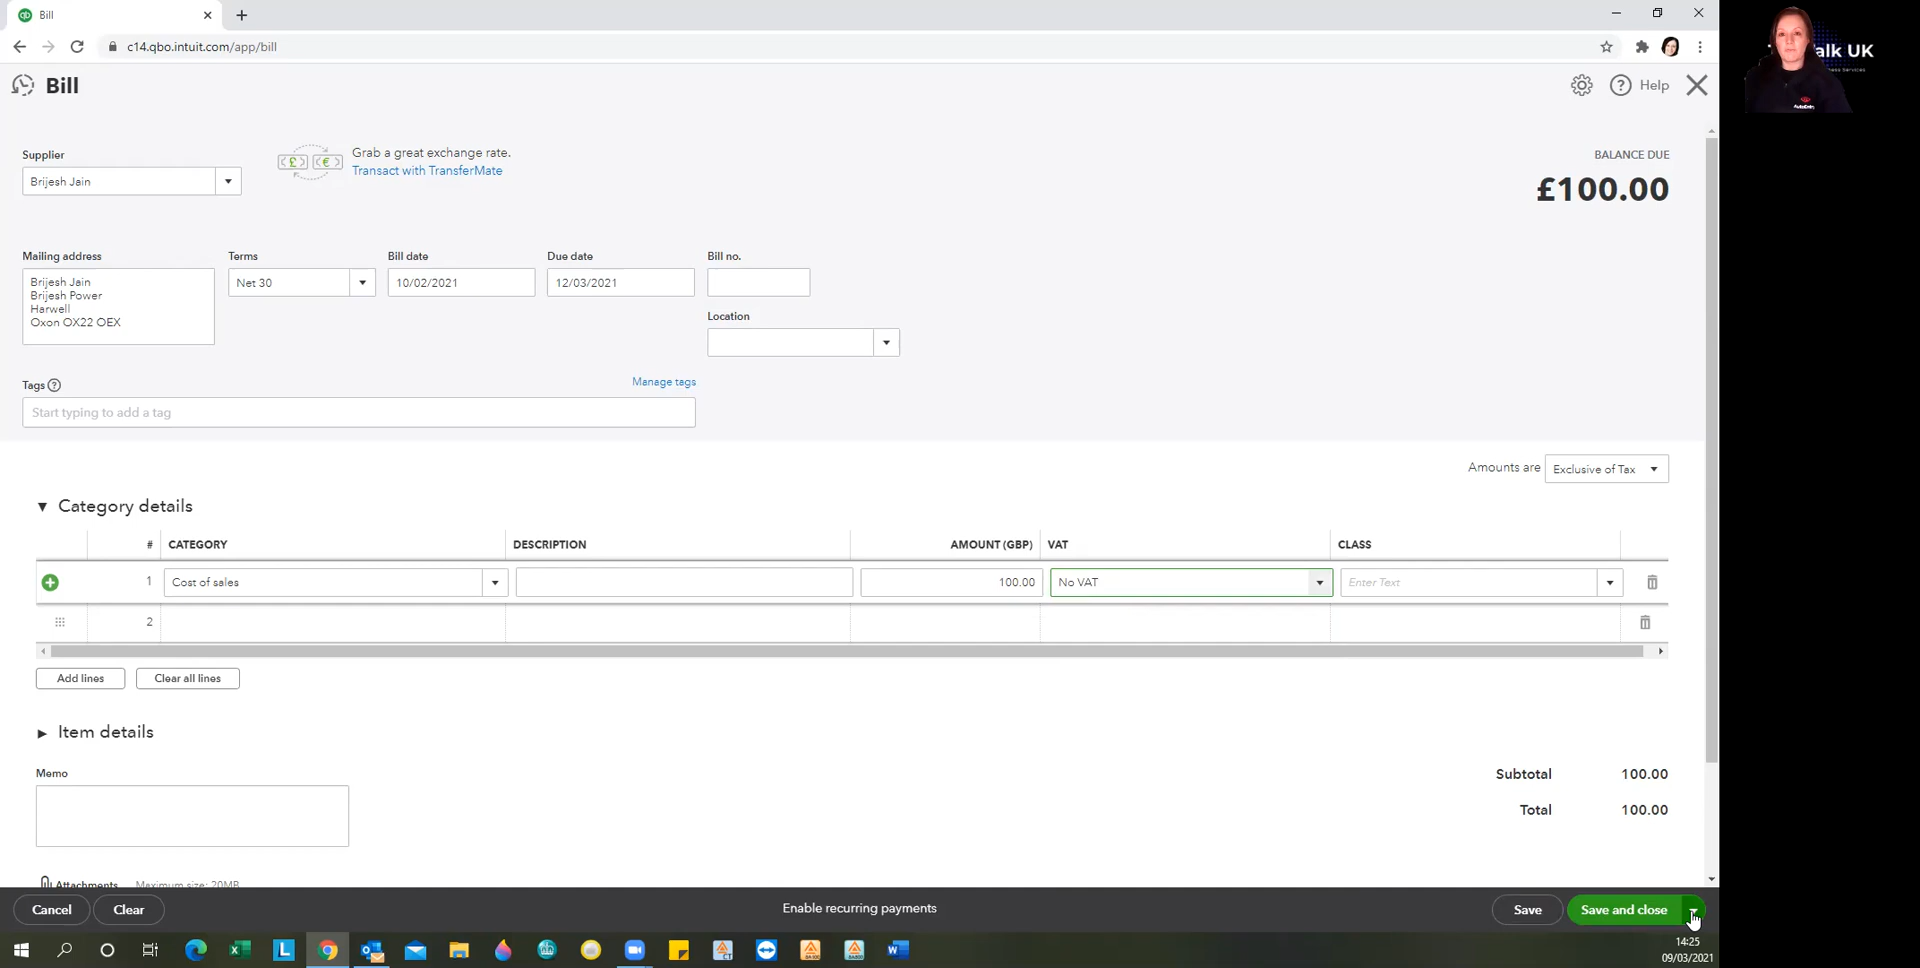 Bill
c14.qbo.intuit.com/app/bill
Bill
Help
Supplier
Brijesh Jain
Grab a great exchange rate.
Transact with TransferMate
BALANCE DUE
£100.00
Mailing address
Terms
Bill date
Due date
Bill no.
Brijesh Jain
Brijesh Power
Harwell
Oxon OX22 OEX
Net 30
10/02/2021
12/03/2021
Location
Tags
Manage tags
Start typing to add a tag
Amounts are Exclusive of Tax
Category details
# CATEGORY DESCRIPTION AMOUNT (GBP) VAT CLASS
1 Cost of sales 100.00 No VAT Enter Text
2
Add lines Clear all lines
Item details
Memo
Subtotal 100.00
Total 100.00
Attachments Maximum size: 20MB
Cancel Clear Enable recurring payments Save Save and close
14:25
09/03/2021
alk UK